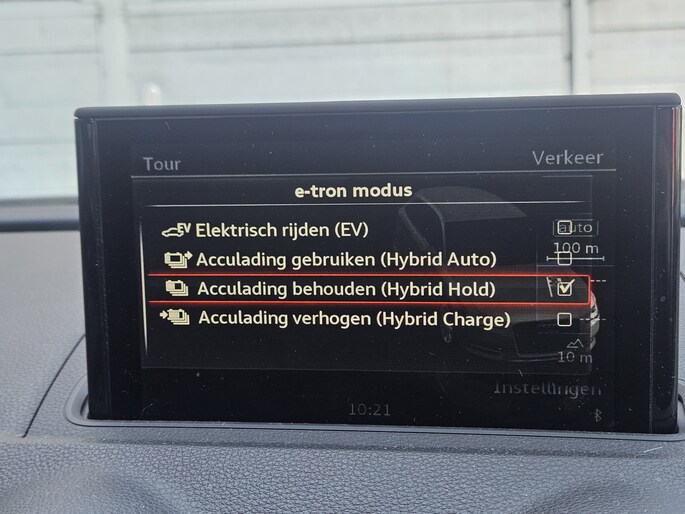 Tour
Verkeer
e-tron modus
EV Elektrisch rijden (EV)
auto
100 m
Acculading gebruiken (Hybrid Auto)
Acculading behouden (Hybrid Hold)
Acculading verhogen (Hybrid Charge)
10 m
Instellingen
10:21